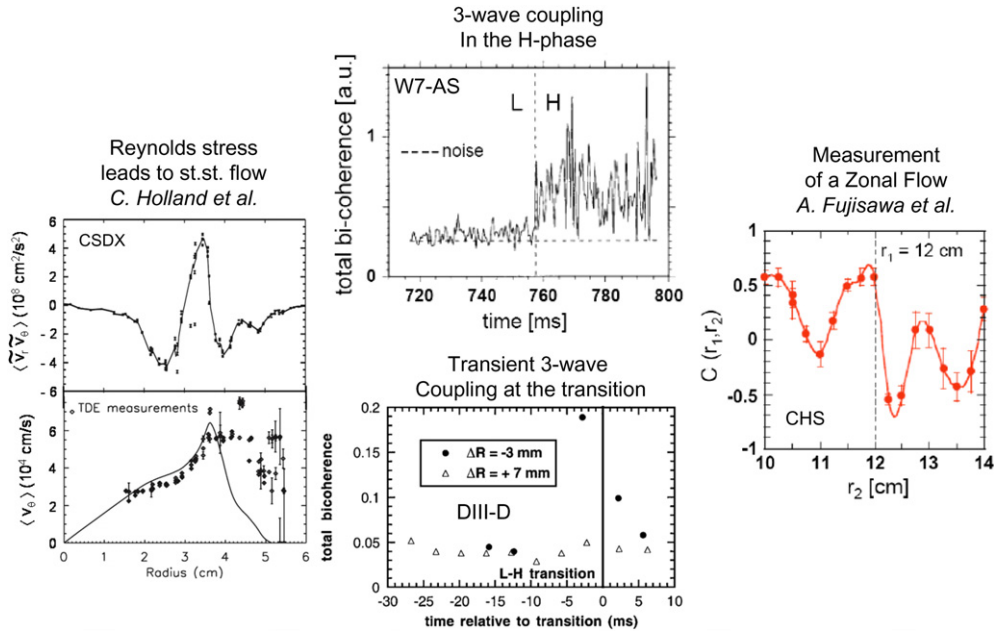 Reynolds stress
leads to st.st. flow
C. Holland et al.
CSDX
⟨ṽr ṽθ⟩ (10⁸ cm²/s²)
6
4
2
0
-2
-4
-6
TDE measurements
⟨vθ⟩ (10⁴ cm/s)
8
6
4
2
0
0
1
2
3
4
5
6
Radius (cm)
3-wave coupling
In the H-phase
W7-AS
L
H
noise
total bi-coherence [a.u.]
1
0
720
740
760
780
800
time [ms]
Transient 3-wave
Coupling at the transition
total bicoherence
0.2
0.15
0.1
0.05
0
ΔR = -3 mm
ΔR = + 7 mm
DIII-D
L-H transition
-30
-25
-20
-15
-10
-5
0
5
10
time relative to transition (ms)
Measurement
of a Zonal Flow
A. Fujisawa et al.
r₁ = 12 cm
C (r₁,r₂)
1.0
0.5
0
-0.5
-1
CHS
10
11
12
13
14
r₂ [cm]